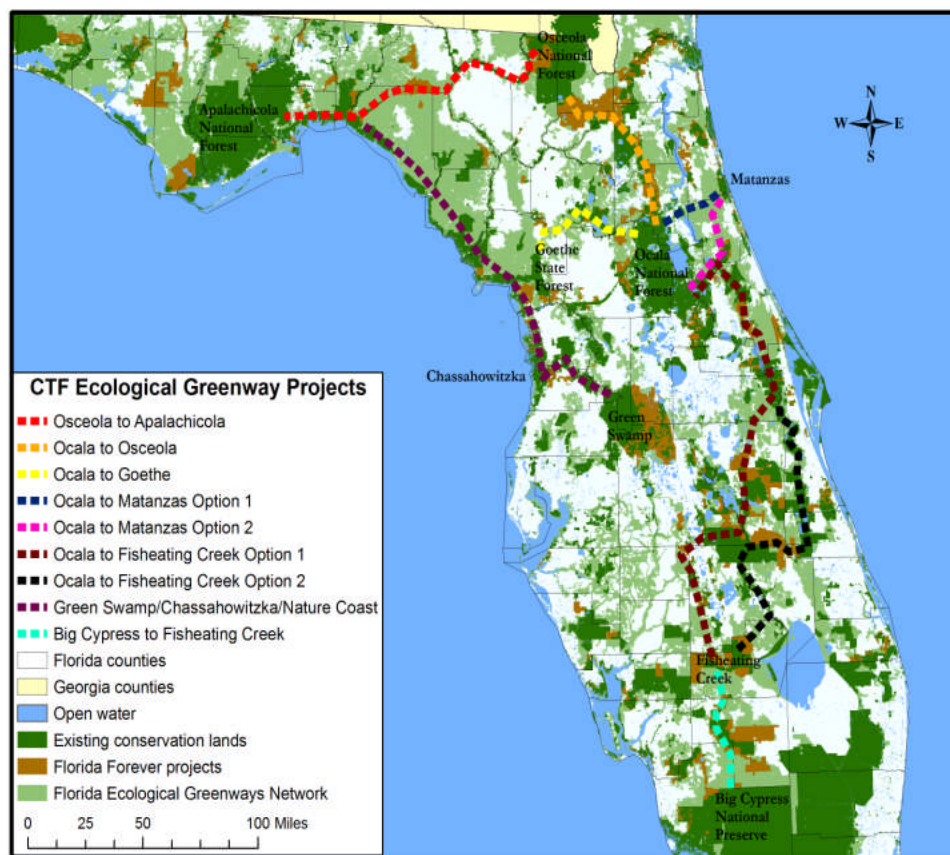 Osceola
National
Forest
Apalachicola
National
Forest
N
W E
S
Matanzas
Goethe
State
Forest
Ocala
National
Forest
Chassahowitzka
Green
Swamp
Fisheating
Creek
Big Cypress
National
Preserve
CTF Ecological Greenway Projects
Osceola to Apalachicola
Ocala to Osceola
Ocala to Goethe
Ocala to Matanzas Option 1
Ocala to Matanzas Option 2
Ocala to Fisheating Creek Option 1
Ocala to Fisheating Creek Option 2
Green Swamp/Chassahowitzka/Nature Coast
Big Cypress to Fisheating Creek
Florida counties
Georgia counties
Open water
Existing conservation lands
Florida Forever projects
Florida Ecological Greenways Network
0 25 50 100 Miles